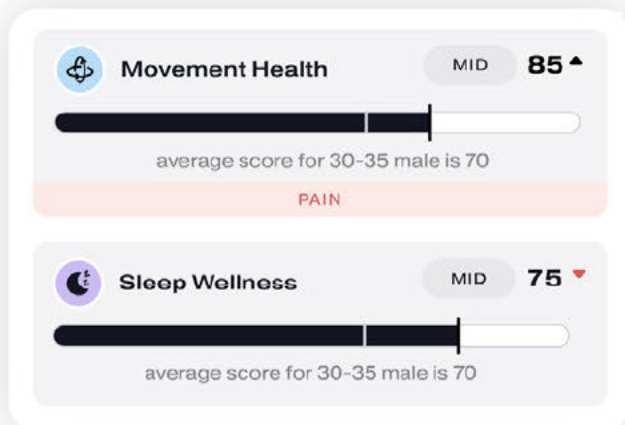 Movement Health MID 85
average score for 30-35 male is 70
PAIN
Sleep Wellness MID 75
average score for 30-35 male is 70